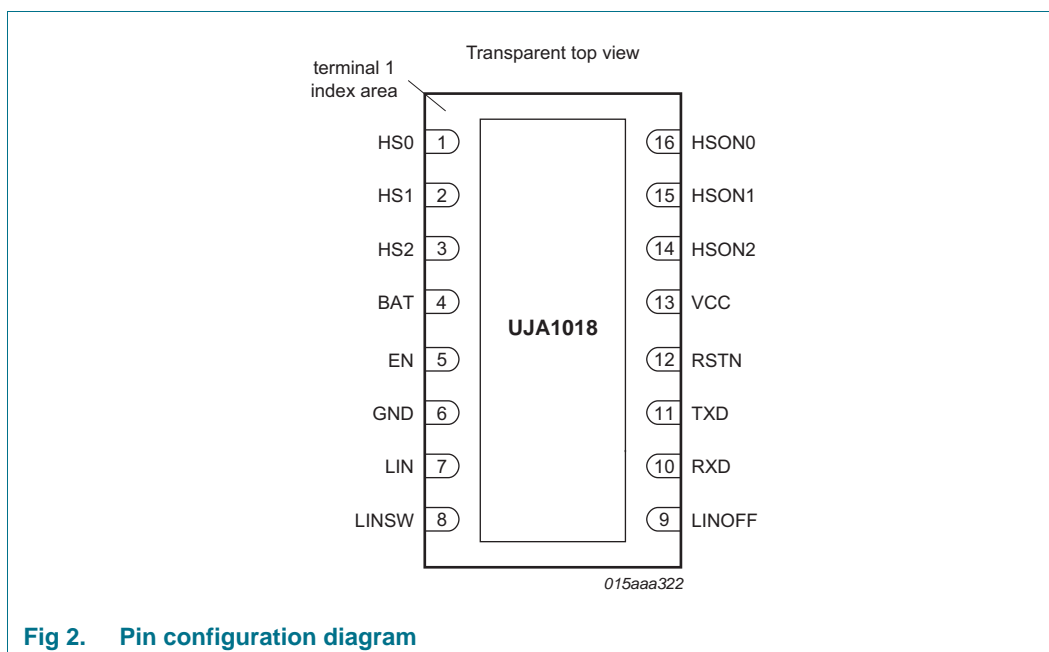 Transparent top view
terminal 1
index area
HS0 1
16 HSON0
HS1 2
15 HSON1
HS2 3
14 HSON2
BAT 4
13 VCC
UJA1018
EN 5
12 RSTN
GND 6
11 TXD
LIN 7
10 RXD
LINSW 8
9 LINOFF
015aaa322
Fig 2. Pin configuration diagram